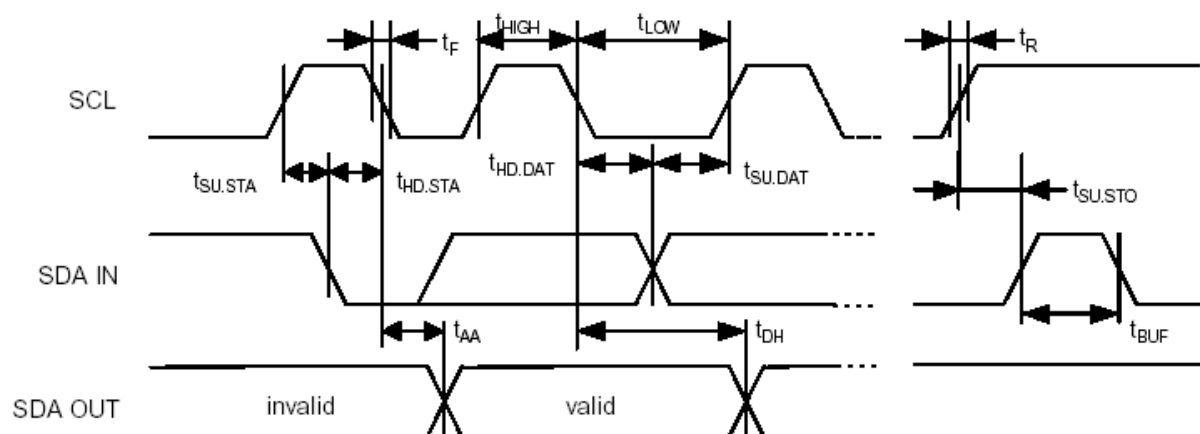 tF
tHIGH
tLOW
tR
SCL
tSU.STA
tHD.STA
tHD.DAT
tSU.DAT
tSU.STO
SDA IN
tAA
tDH
tBUF
SDA OUT
invalid
valid